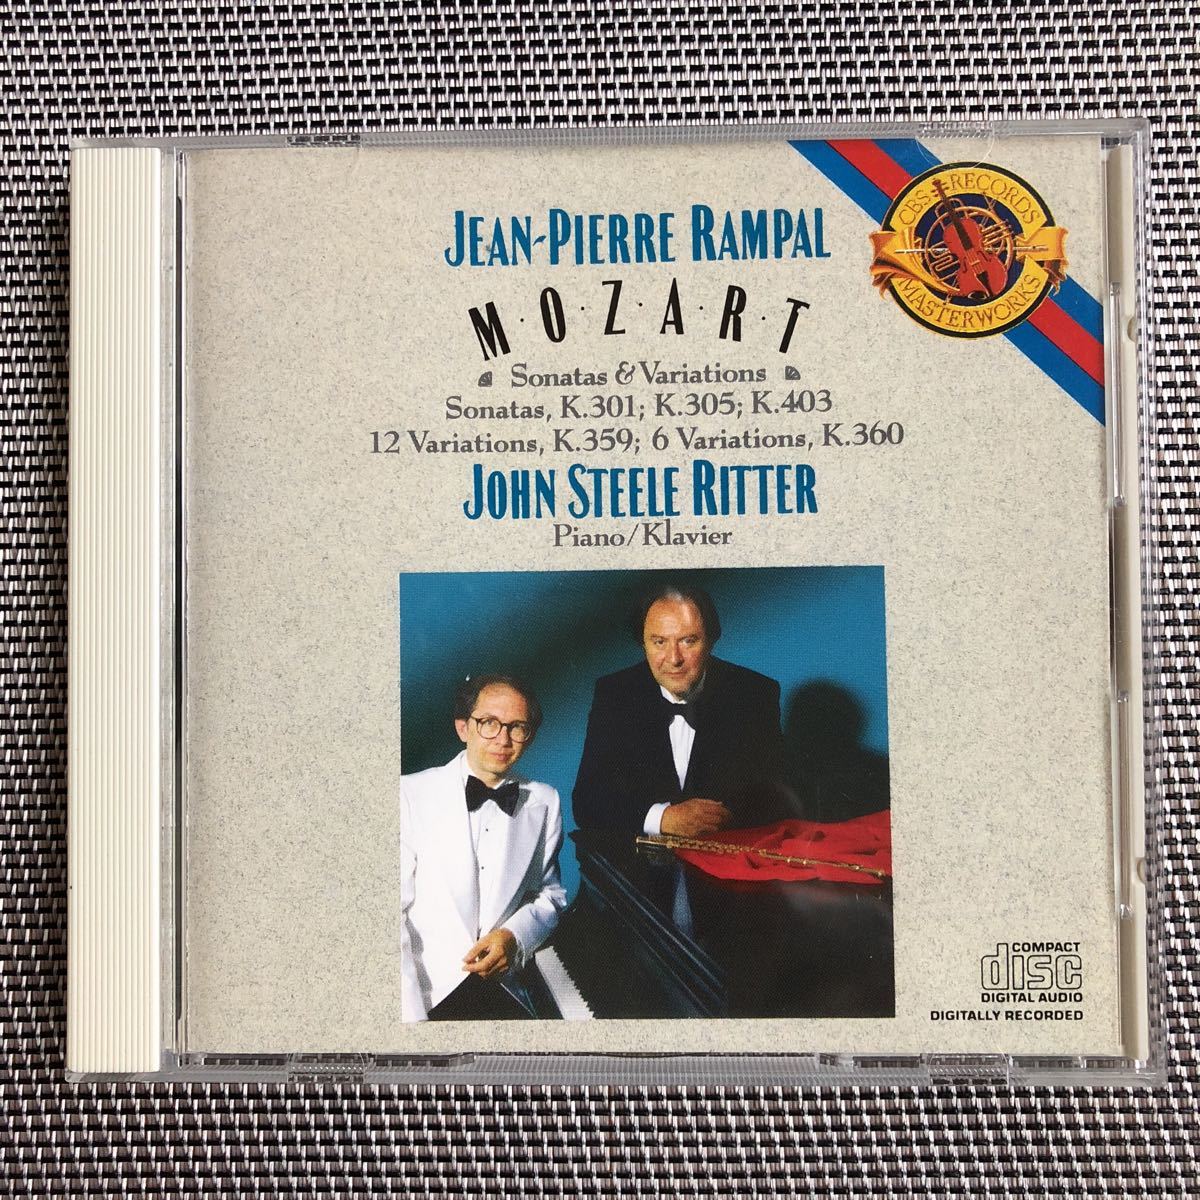 JEAN-PIERRE RAMPAL
M·O·Z·A·R·T
Sonatas & Variations
Sonatas, K.301; K.305; K.403
12 Variations, K.359; 6 Variations, K.360
JOHN STEELE RITTER
Piano/Klavier
CBS RECORDS
MASTERWORKS
COMPACT
disc
DIGITAL AUDIO
DIGITALLY RECORDED